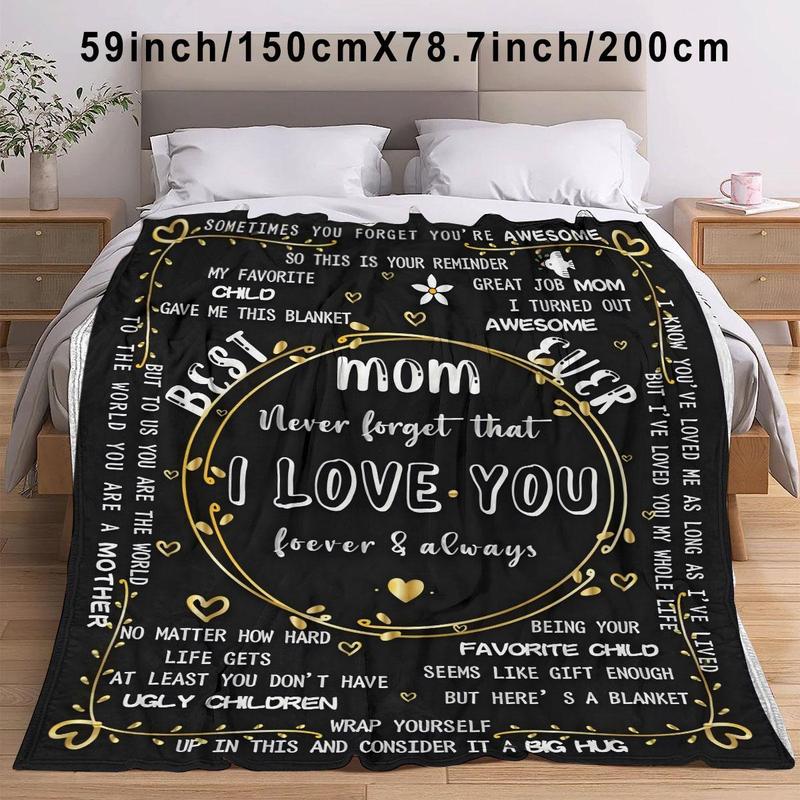 59inch/150cmX78.7inch/200cm
SOMETIMES YOU FORGET YOU'RE AWESOME
SO THIS IS YOUR REMINDER
MY FAVORITE
CHILD
GAVE ME THIS BLANKET
GREAT JOB MOM
I TURNED OUT
AWESOME
BEST
mom
EVER
Never forget that
I LOVE YOU
foever & always
TO THE WORLD YOU ARE A MOTHER
BUT TO US YOU ARE THE WORLD
I KNOW YOU'VE LOVED ME AS LONG AS I'VE LIVED
BUT I'VE LOVED YOU MY WHOLE LIFE
NO MATTER HOW HARD
LIFE GETS
AT LEAST YOU DON'T HAVE
UGLY CHILDREN
BEING YOUR
FAVORITE CHILD
SEEMS LIKE GIFT ENOUGH
BUT HERE'S A BLANKET
WRAP YOURSELF
UP IN THIS AND CONSIDER IT A BIG HUG